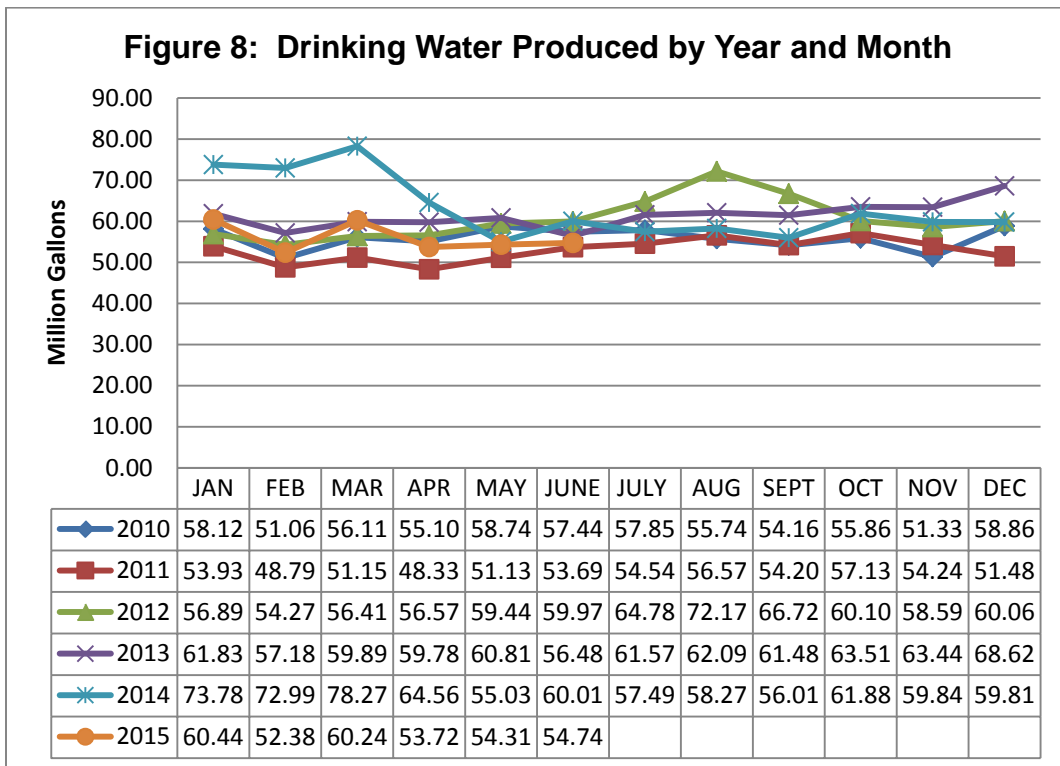 Figure 8:  Drinking Water Produced by Year and Month
90.00
80.00
70.00
60.00
50.00
40.00
30.00
20.00
10.00
0.00
Million Gallons
JAN FEB MAR APR MAY JUNE JULY AUG SEPT OCT NOV DEC
2010 58.12 51.06 56.11 55.10 58.74 57.44 57.85 55.74 54.16 55.86 51.33 58.86
2011 53.93 48.79 51.15 48.33 51.13 53.69 54.54 56.57 54.20 57.13 54.24 51.48
2012 56.89 54.27 56.41 56.57 59.44 59.97 64.78 72.17 66.72 60.10 58.59 60.06
2013 61.83 57.18 59.89 59.78 60.81 56.48 61.57 62.09 61.48 63.51 63.44 68.62
2014 73.78 72.99 78.27 64.56 55.03 60.01 57.49 58.27 56.01 61.88 59.84 59.81
2015 60.44 52.38 60.24 53.72 54.31 54.74